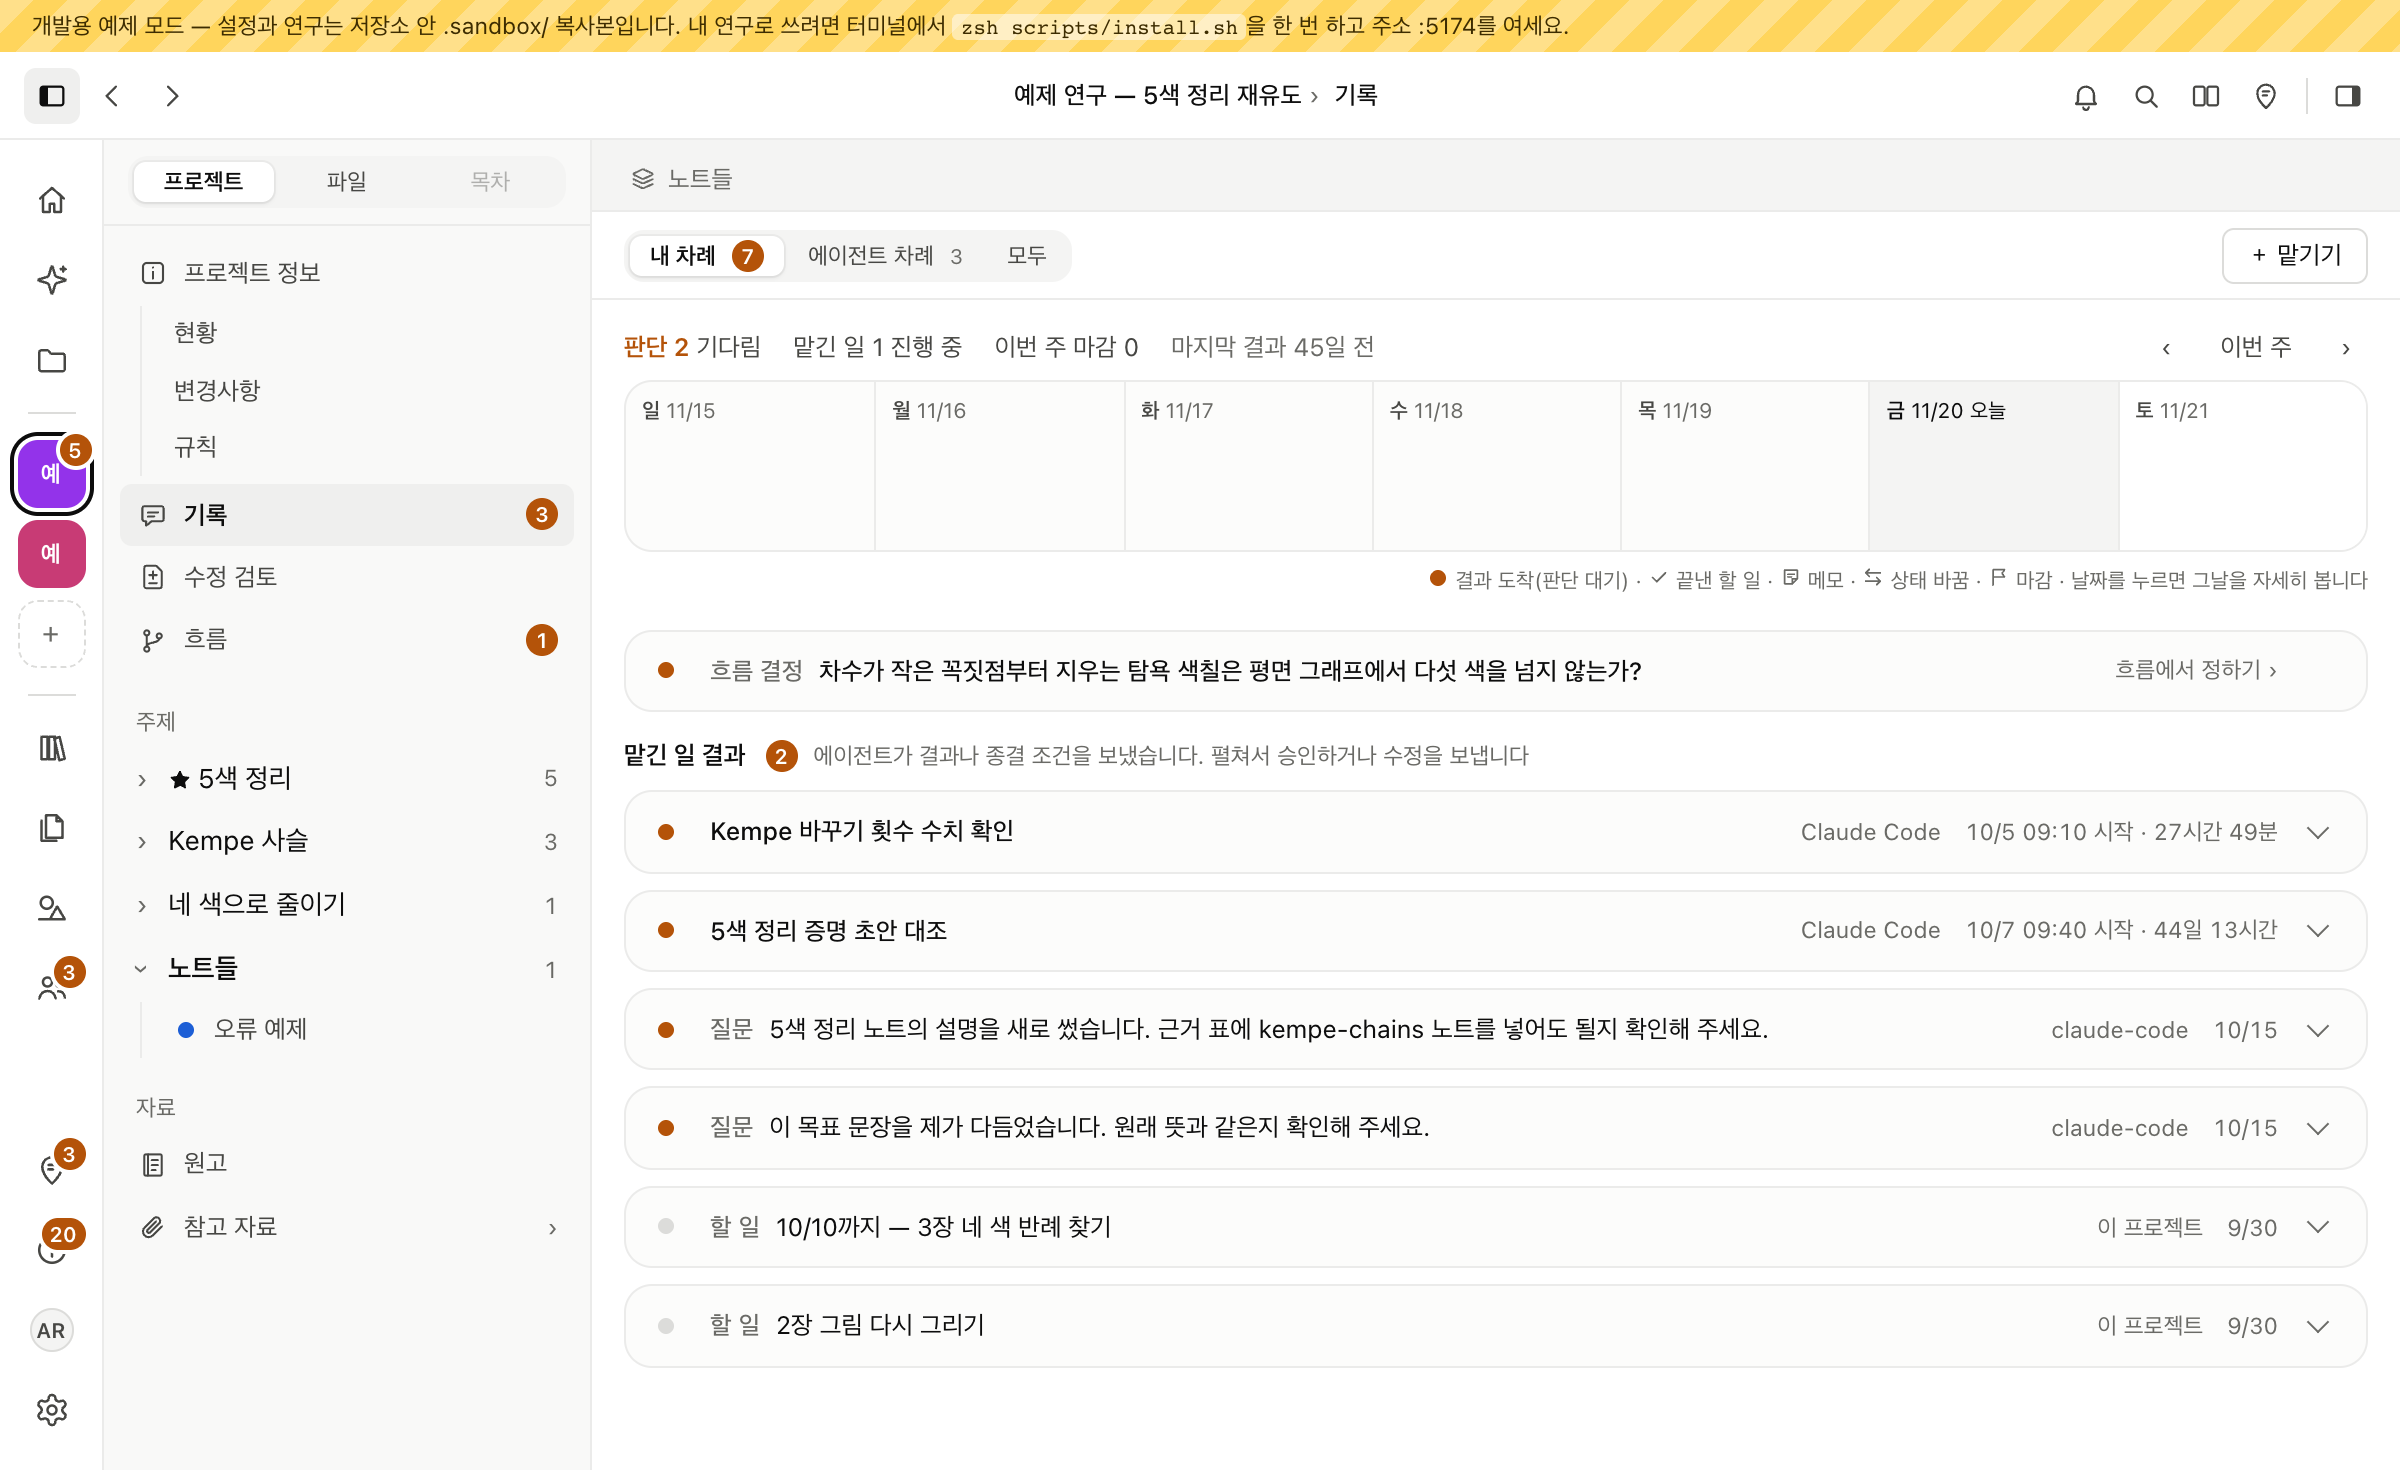 개발용 예제 모드 — 설정과 연구는 저장소 안 .sandbox/ 복사본입니다. 내 연구로 쓰려면 터미널에서 zsh scripts/install.sh을 한 번 하고 주소 :5174를 여세요.
예제 연구 — 5색 정리 재유도 › 기록
프로젝트 파일 목차
노트들
프로젝트 정보
현황
변경사항
규칙
기록 3
수정 검토
흐름 1
주제
› ★ 5색 정리 5
› Kempe 사슬 3
› 네 색으로 줄이기 1
노트들 1
오류 예제
자료
원고
참고 자료 ›
예 5
예
+
3
3
20
AR
내 차례 7 에이전트 차례 3 모두
+ 맡기기
판단 2 기다림 맡긴 일 1 진행 중 이번 주 마감 0 마지막 결과 45일 전
‹ 이번 주 ›
일 11/15 월 11/16 화 11/17 수 11/18 목 11/19 금 11/20 오늘 토 11/21
결과 도착(판단 대기) · 끝낸 할 일 · 메모 · 상태 바꿈 · 마감 · 날짜를 누르면 그날을 자세히 봅니다
흐름 결정 차수가 작은 꼭짓점부터 지우는 탐욕 색칠은 평면 그래프에서 다섯 색을 넘지 않는가? 흐름에서 정하기 ›
맡긴 일 결과 2 에이전트가 결과나 종결 조건을 보냈습니다. 펼쳐서 승인하거나 수정을 보냅니다
Kempe 바꾸기 횟수 수치 확인 Claude Code 10/5 09:10 시작 · 27시간 49분
5색 정리 증명 초안 대조 Claude Code 10/7 09:40 시작 · 44일 13시간
질문 5색 정리 노트의 설명을 새로 썼습니다. 근거 표에 kempe-chains 노트를 넣어도 될지 확인해 주세요. claude-code 10/15
질문 이 목표 문장을 제가 다듬었습니다. 원래 뜻과 같은지 확인해 주세요. claude-code 10/15
할 일 10/10까지 — 3장 네 색 반례 찾기 이 프로젝트 9/30
할 일 2장 그림 다시 그리기 이 프로젝트 9/30